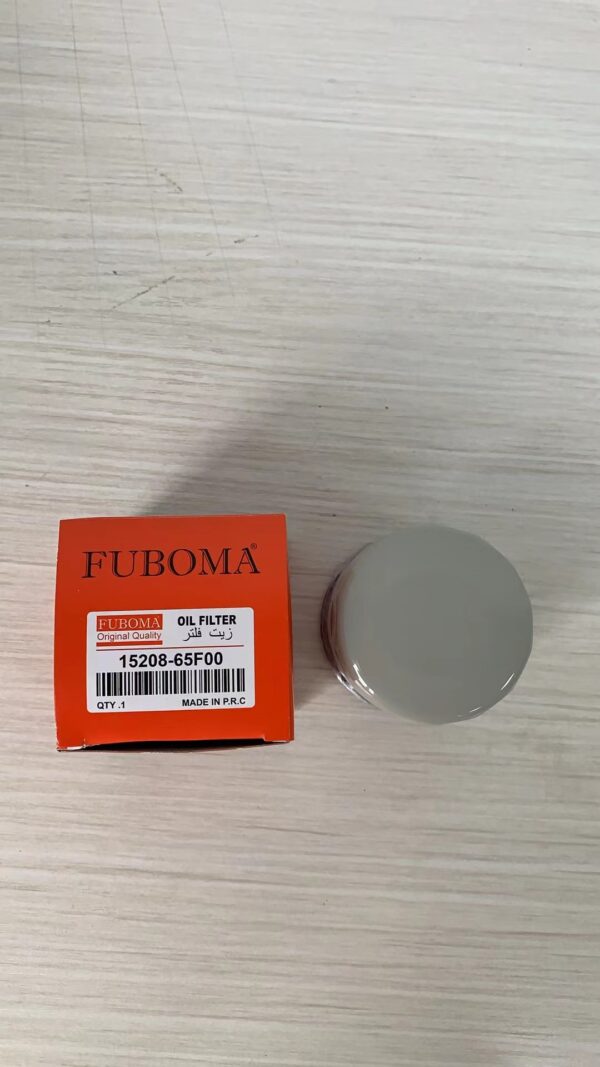 FUBOMA®
FUBOMA
Original Quality
OIL FILTER
زيت فلتر
15208-65F00
QTY .1
MADE IN P.R.C